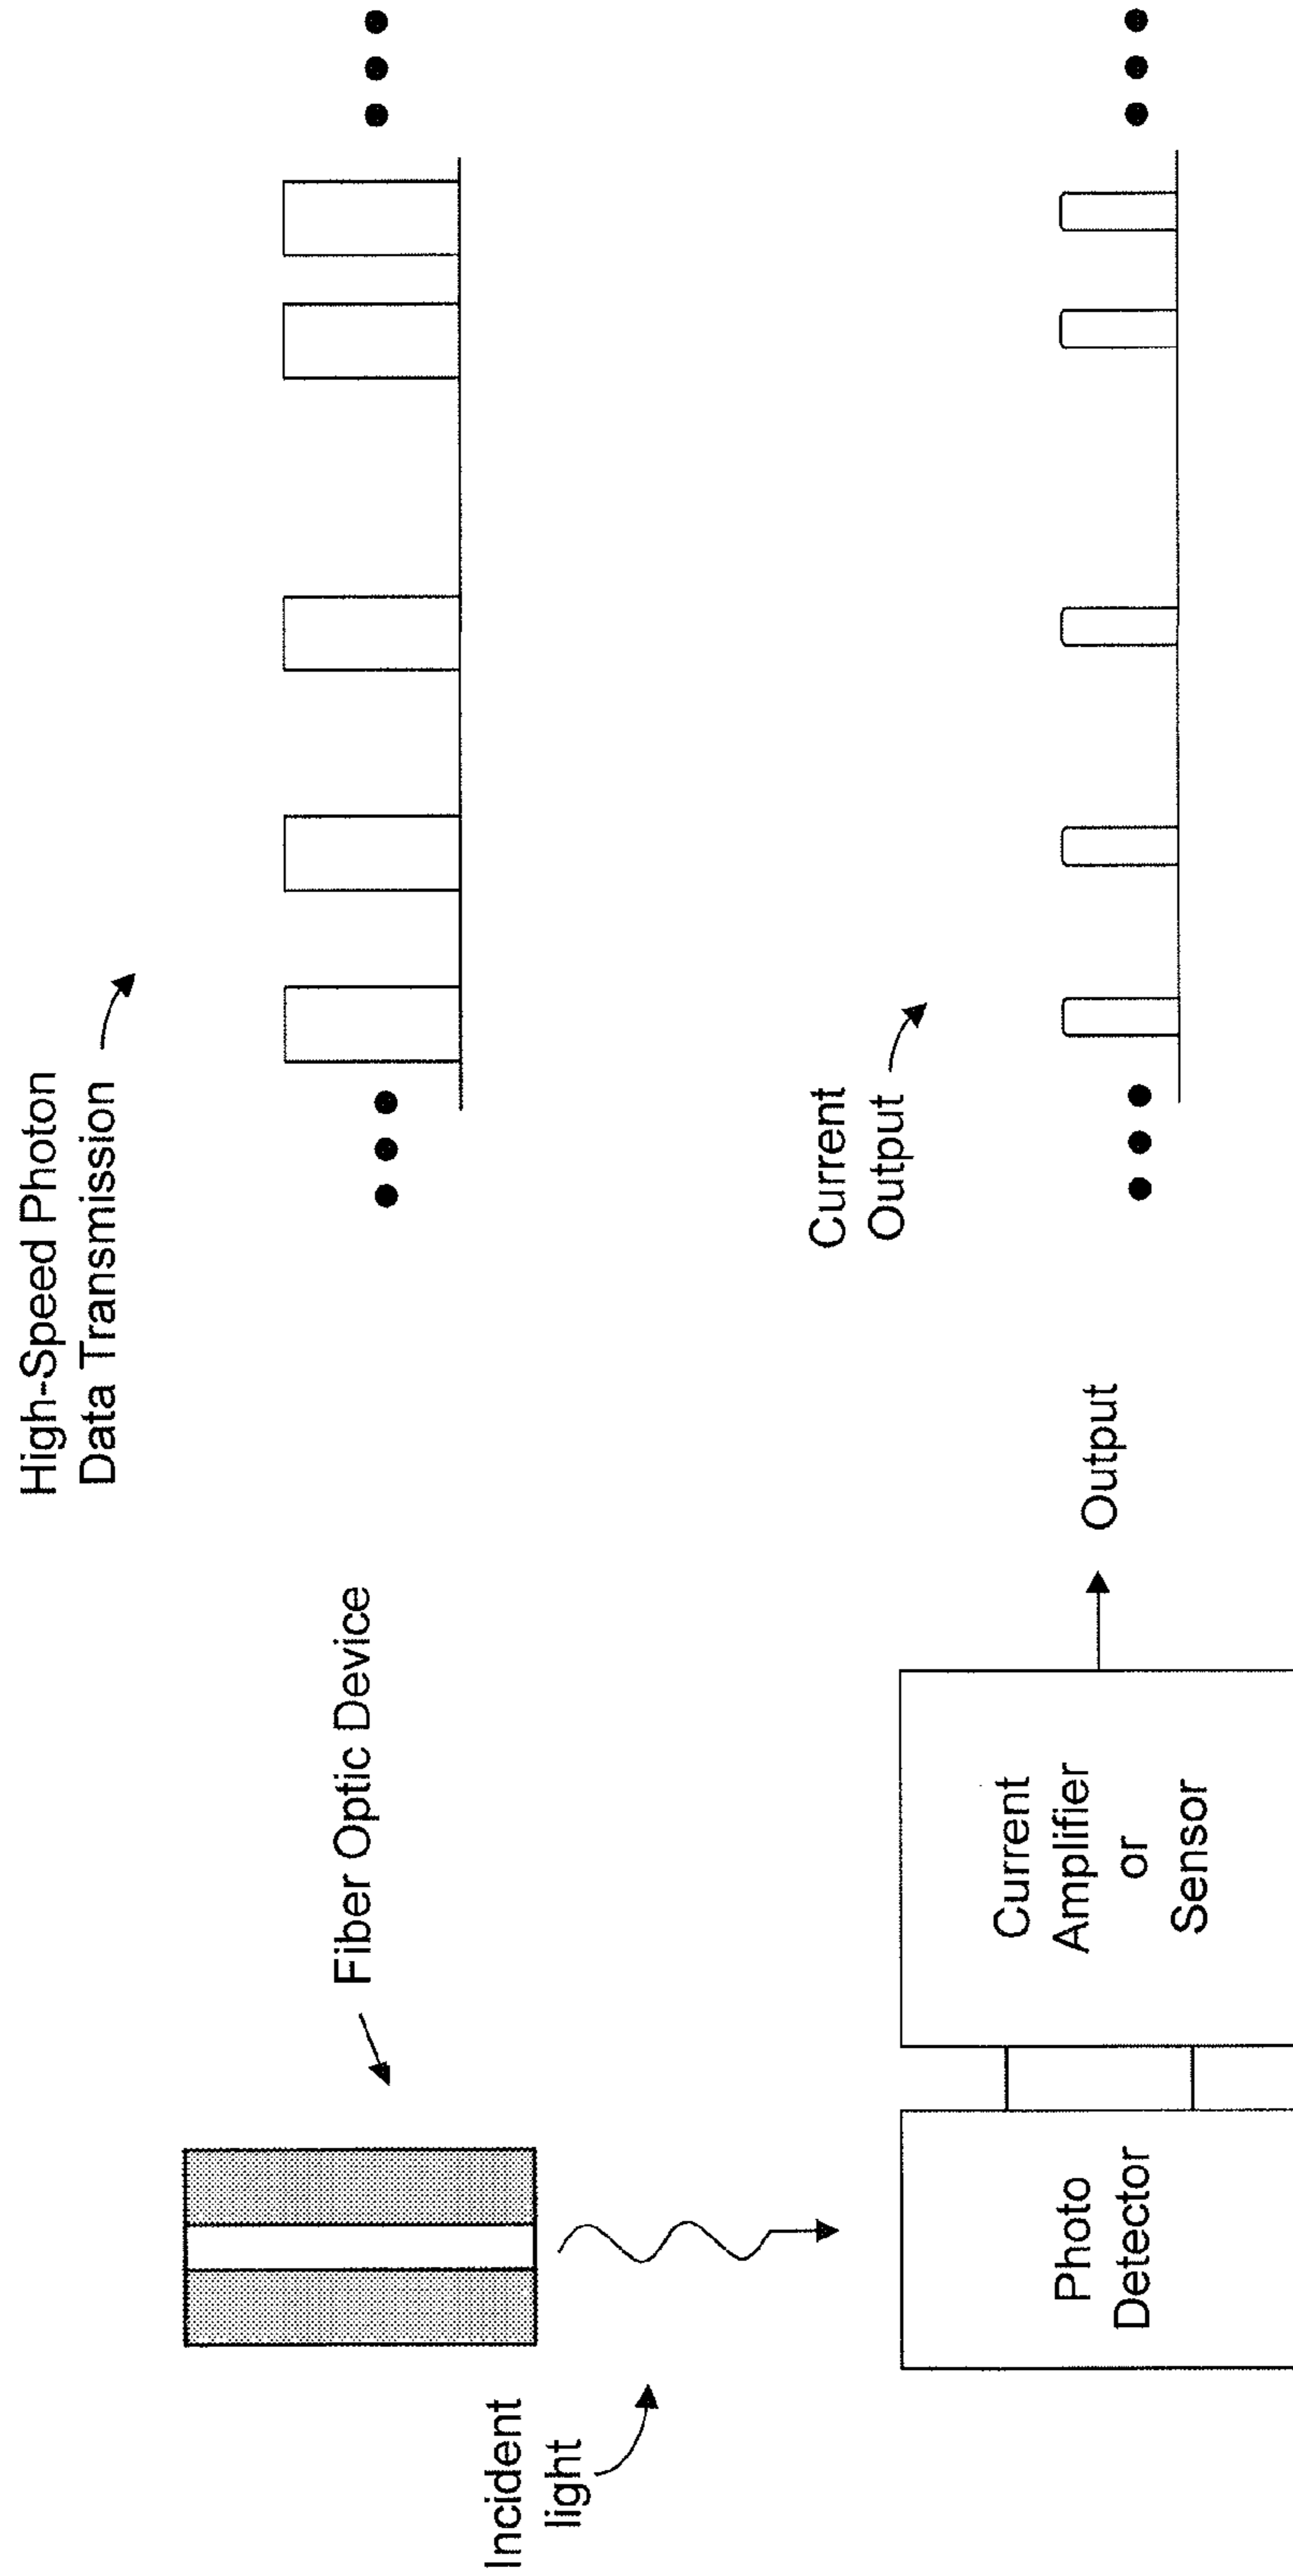 High-Speed Photon
Data Transmission
Fiber Optic Device
Incident
light
Current
Output
Photo
Detector
Current
Amplifier
or
Sensor
Output